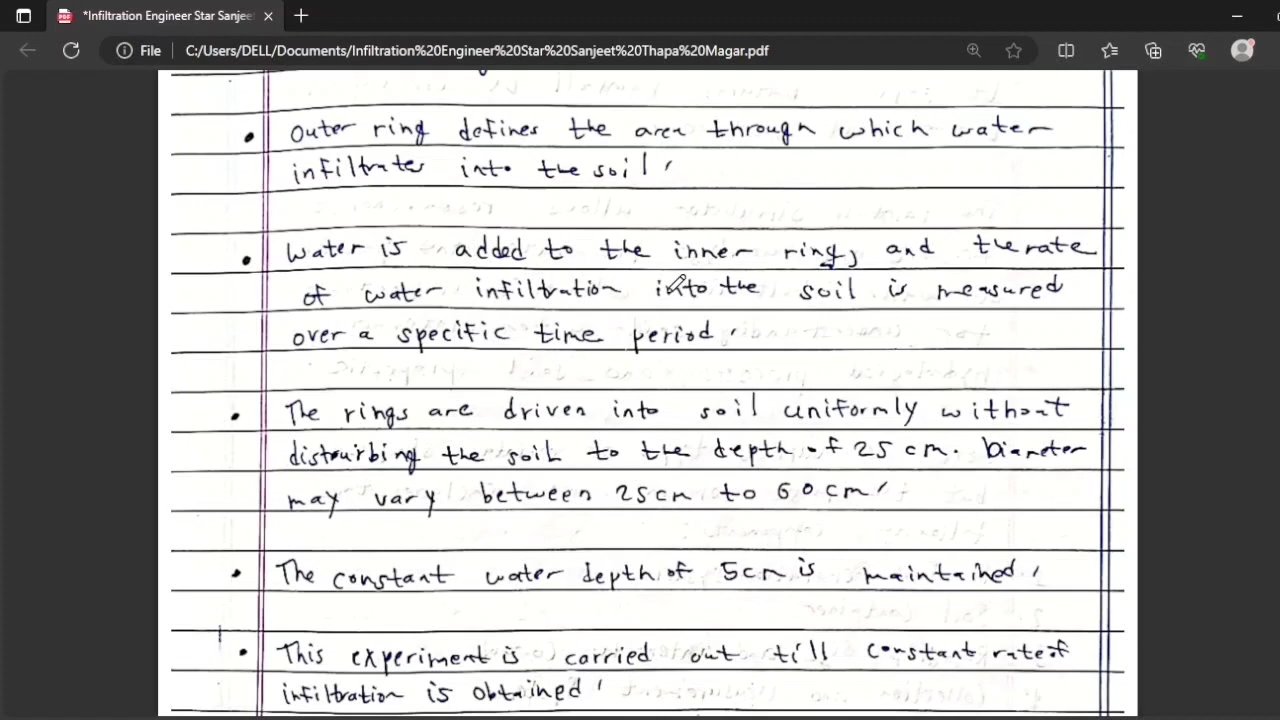 *Infiltration Engineer Star Sanjee
File
C:/Users/DELL/Documents/Infiltration%20Engineer%20Star%20Sanjeet%20Thapa%20Magar.pdf
• Outer ring defines the area through which water
infiltrates into the soil.
• Water is added to the inner ring, and the rate
of water infiltration into the soil is measured
over a specific time period.
• The rings are driven into soil uniformly without
distourbing the soil to the depth of 25 cm. Diameter
may vary between 25cm to 60cm.
• The constant water depth of 5cm is maintained.
• This experiment is carried out till constant rate of
infiltration is obtained.